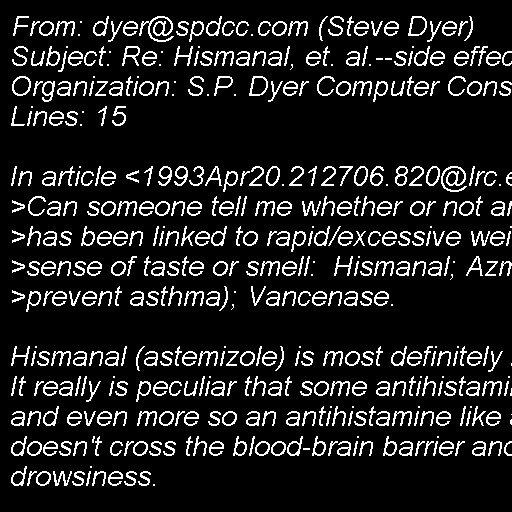 From: dyer@spdcc.com (Steve Dyer)
Subject: Re: Hismanal, et. al.--side effec
Organization: S.P. Dyer Computer Cons
Lines: 15
In article <1993Apr20.212706.820@lrc.e
>Can someone tell me whether or not an
>has been linked to rapid/excessive wei
>sense of taste or smell: Hismanal; Azm
>prevent asthma); Vancenase.
Hismanal (astemizole) is most definitely
It really is peculiar that some antihistami
and even more so an antihistamine like
doesn't cross the blood-brain barrier and
drowsiness.